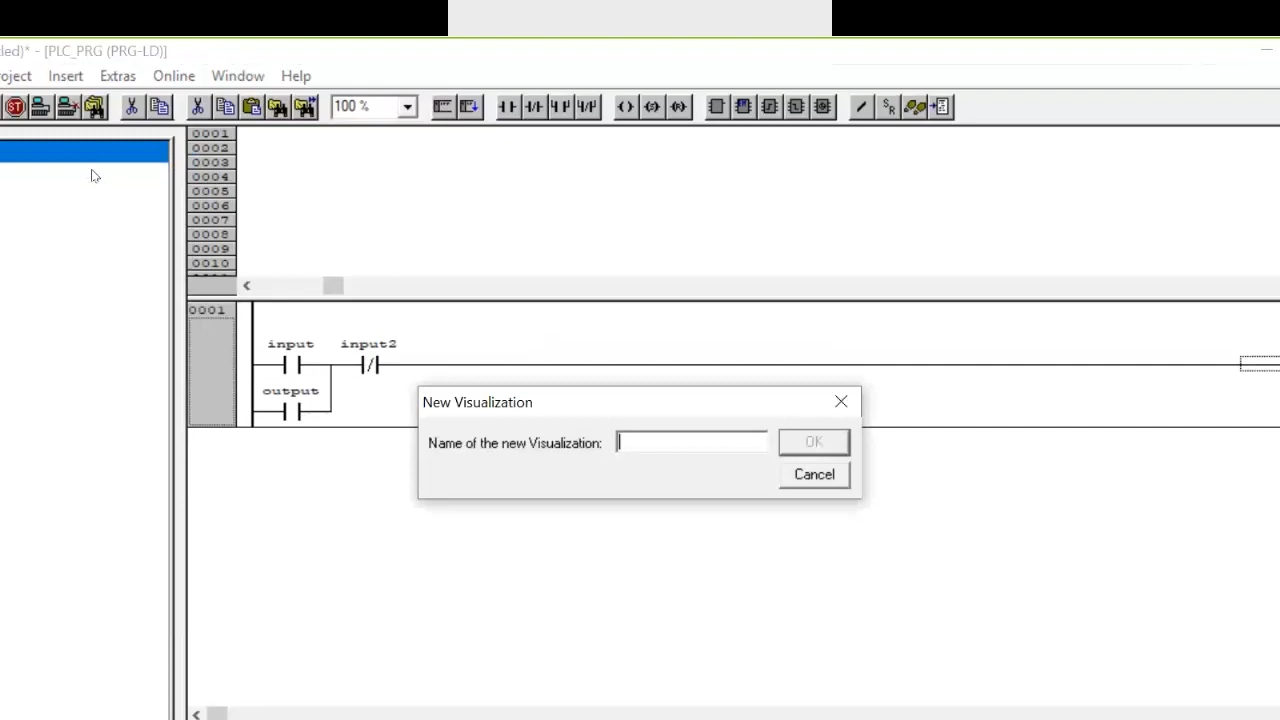 led)* - [PLC_PRG (PRG-LD)]
oject Insert Extras Online Window Help
ST 100 % S R
0001
0002
0003
0004
0005
0006
0007
0008
0009
0010
0001
input input2
output
New Visualization
Name of the new Visualization: OK
Cancel